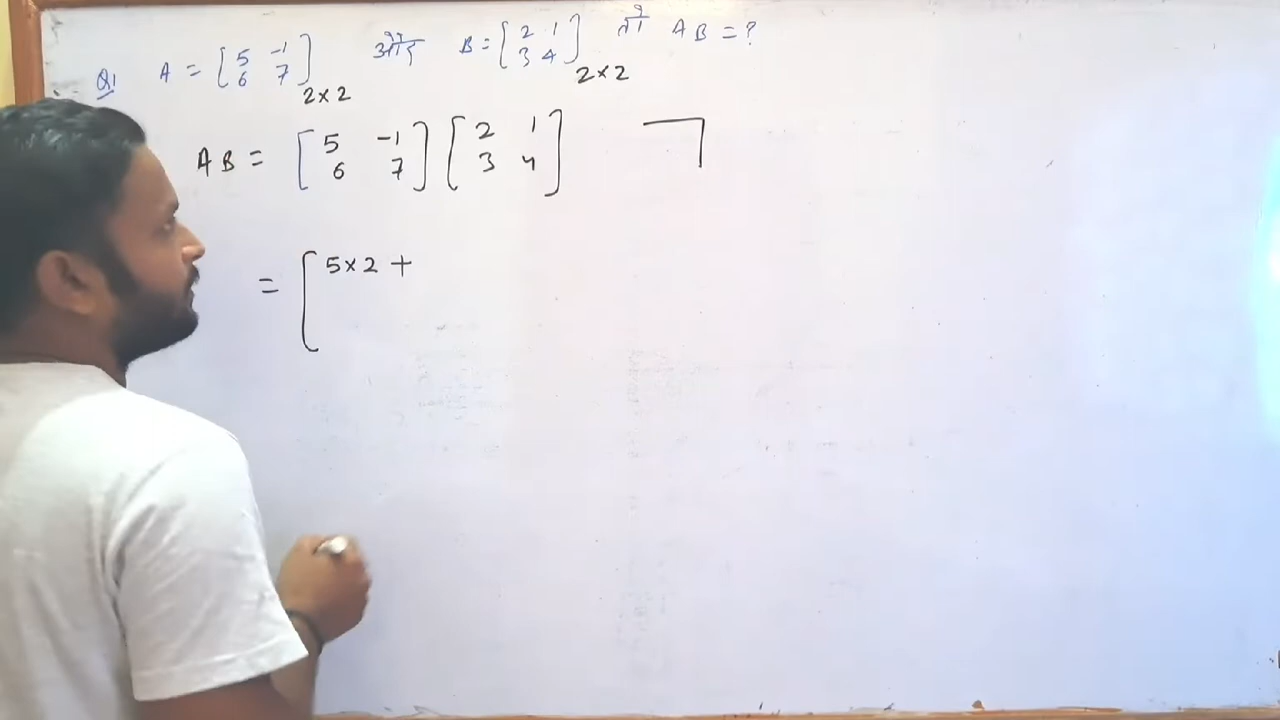 Q1 A = [5 -1 6 7] 2×2 और B = [2 1 3 4] 2×2 तो AB = ?
AB = [5 -1 6 7] [2 1 3 4]
= [5×2 +